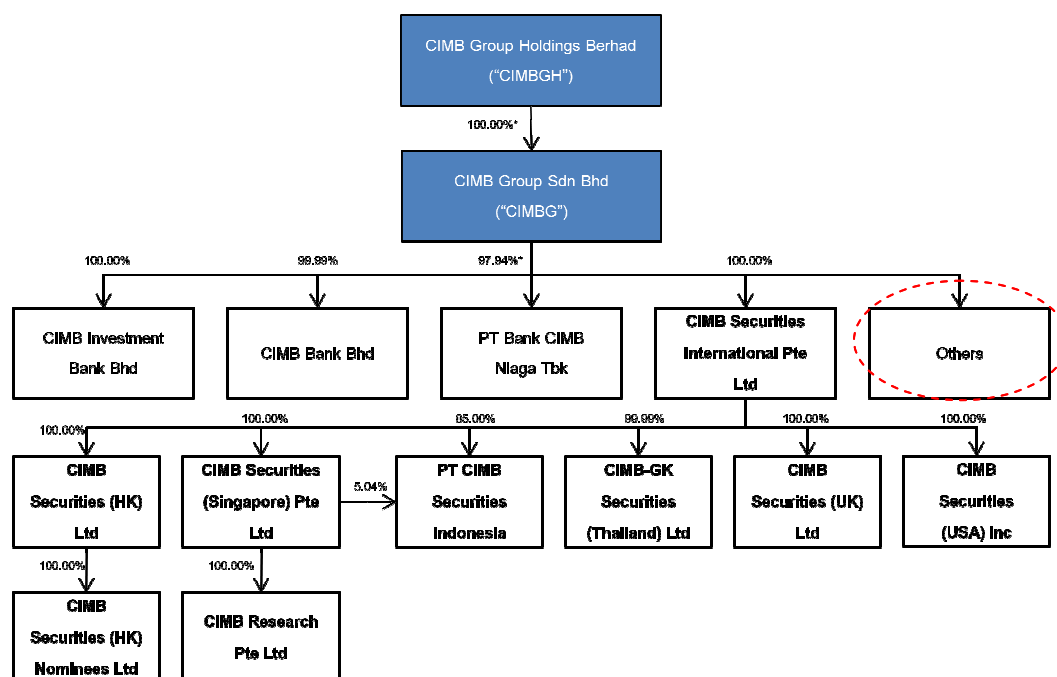 CIMB Group Holdings Berhad
(“CIMBGH”)
100.00%*
CIMB Group Sdn Bhd
(“CIMBG”)
100.00%
99.99%
97.94%*
100.00%
CIMB Investment
Bank Bhd
CIMB Bank Bhd
PT Bank CIMB
Niaga Tbk
CIMB Securities
International Pte
Ltd
Others
100.00%
100.00%
85.00%
99.99%
100.00%
100.00%
CIMB
Securities (HK)
Ltd
CIMB Securities
(Singapore) Pte
Ltd
5.04%
PT CIMB
Securities
Indonesia
CIMB-GK
Securities
(Thailand) Ltd
CIMB
Securities (UK)
Ltd
CIMB
Securities
(USA) Inc
100.00%
100.00%
CIMB
Securities (HK)
Nominees Ltd
CIMB Research
Pte Ltd